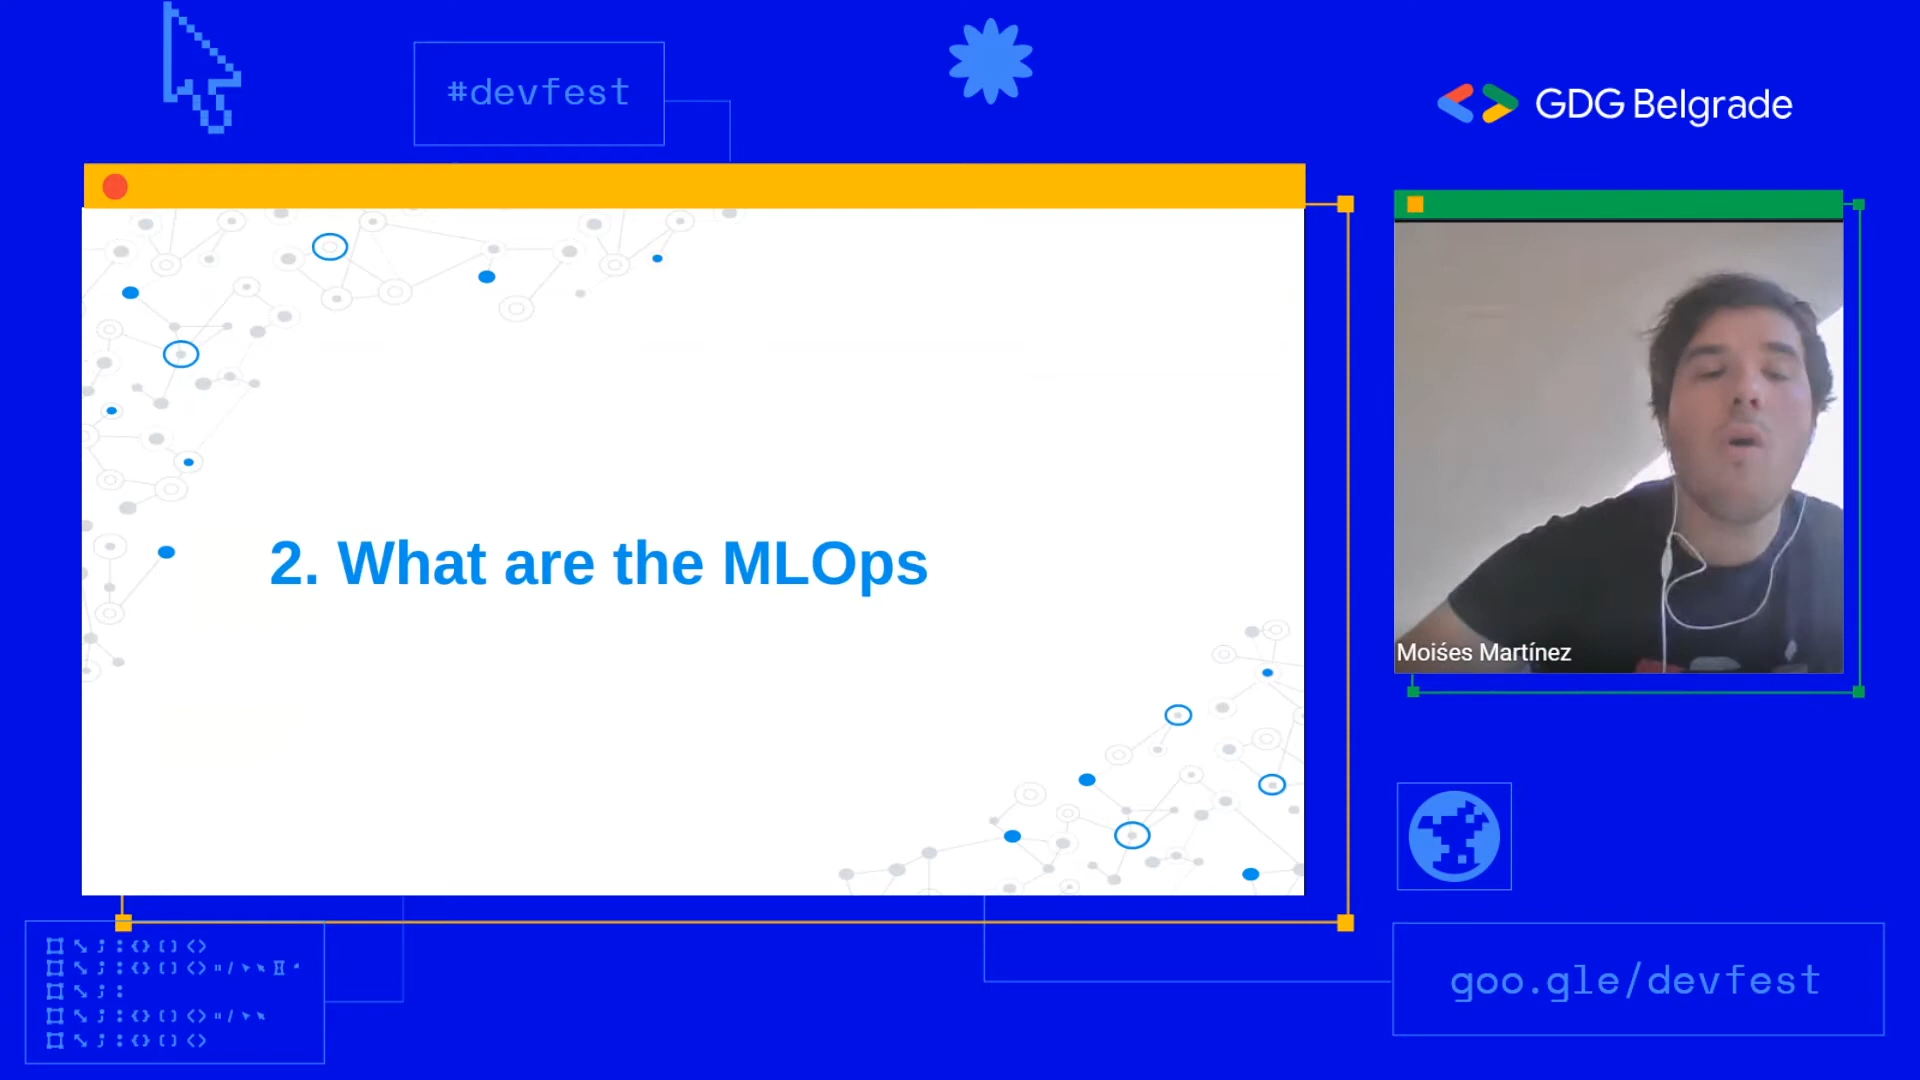 #devfest
GDG Belgrade
2. What are the MLOps
Moiśes Martínez
goo.gle/devfest